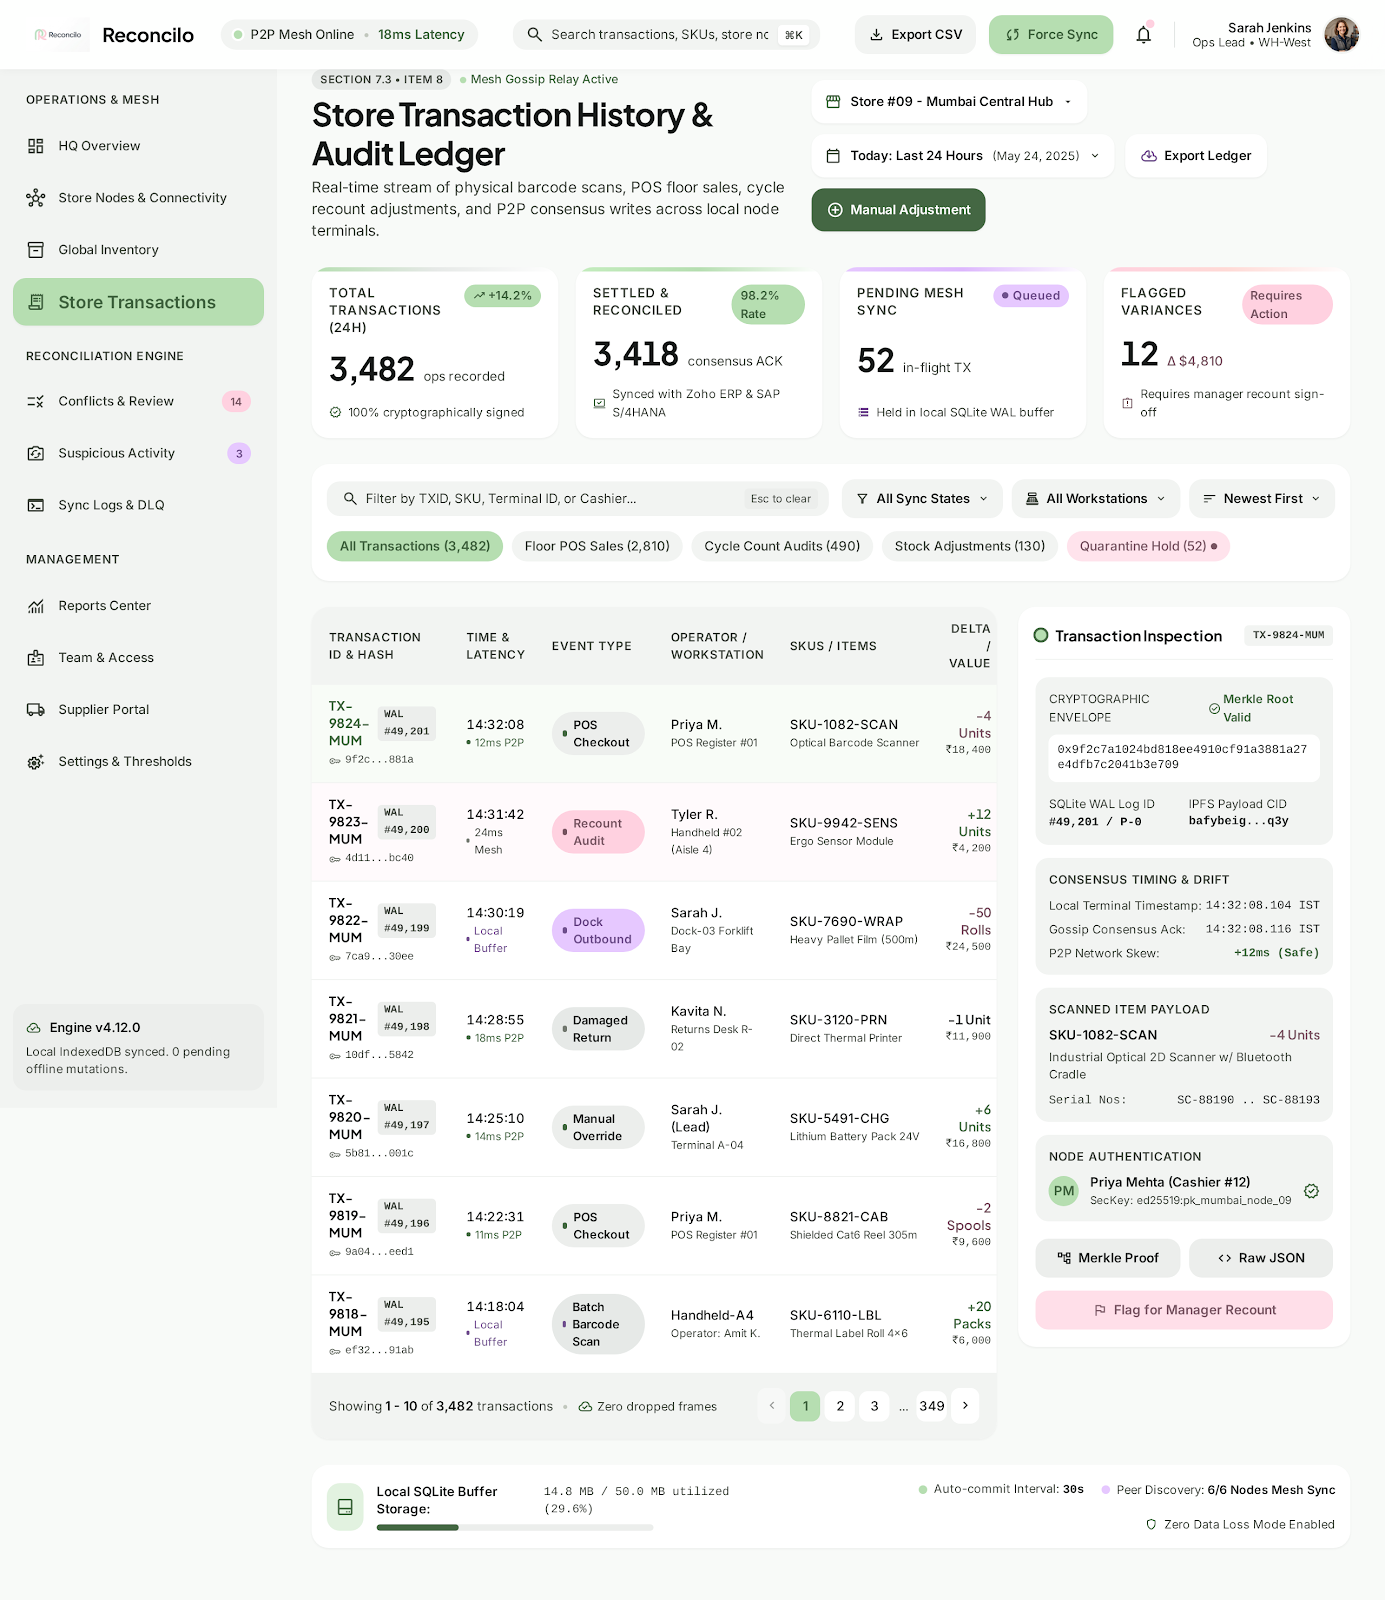 Reconcilo
Reconcilo
P2P Mesh Online • 18ms Latency
Search transactions, SKUs, store no
⌘K
Export CSV
Force Sync
Sarah Jenkins
Ops Lead • WH-West
OPERATIONS & MESH
HQ Overview
Store Nodes & Connectivity
Global Inventory
Store Transactions
RECONCILIATION ENGINE
Conflicts & Review 14
Suspicious Activity 3
Sync Logs & DLQ
MANAGEMENT
Reports Center
Team & Access
Supplier Portal
Settings & Thresholds
Engine v4.12.0
Local IndexedDB synced. 0 pending
offline mutations.
SECTION 7.3 • ITEM 8
Mesh Gossip Relay Active
Store Transaction History &
Audit Ledger
Real-time stream of physical barcode scans, POS floor sales, cycle
recount adjustments, and P2P consensus writes across local node
terminals.
Store #09 - Mumbai Central Hub
Today: Last 24 Hours (May 24, 2025)
Export Ledger
Manual Adjustment
TOTAL
TRANSACTIONS
(24H)
+14.2%
3,482 ops recorded
100% cryptographically signed
SETTLED &
RECONCILED
98.2%
Rate
3,418 consensus ACK
Synced with Zoho ERP & SAP
S/4HANA
PENDING MESH
SYNC
Queued
52 in-flight TX
Held in local SQLite WAL buffer
FLAGGED
VARIANCES
Requires
Action
12 Δ $4,810
Requires manager recount sign-
off
Filter by TXID, SKU, Terminal ID, or Cashier...
Esc to clear
All Sync States
All Workstations
Newest First
All Transactions (3,482)
Floor POS Sales (2,810)
Cycle Count Audits (490)
Stock Adjustments (130)
Quarantine Hold (52)
TRANSACTION
ID & HASH
TIME &
LATENCY
EVENT TYPE
OPERATOR /
WORKSTATION
SKUS / ITEMS
DELTA
/
VALUE
TX-
9824-
MUM
WAL
#49,201
9f2c...881a
14:32:08
12ms P2P
POS
Checkout
Priya M.
POS Register #01
SKU-1082-SCAN
Optical Barcode Scanner
-4
Units
₹18,400
TX-
9823-
MUM
WAL
#49,200
4d11...bc40
14:31:42
24ms
Mesh
Recount
Audit
Tyler R.
Handheld #02
(Aisle 4)
SKU-9942-SENS
Ergo Sensor Module
+12
Units
₹4,200
TX-
9822-
MUM
WAL
#49,199
7ca9...30ee
14:30:19
Local
Buffer
Dock
Outbound
Sarah J.
Dock-03 Forklift
Bay
SKU-7690-WRAP
Heavy Pallet Film (500m)
-50
Rolls
₹24,500
TX-
9821-
MUM
WAL
#49,198
10df...5842
14:28:55
18ms P2P
Damaged
Return
Kavita N.
Returns Desk R-
02
SKU-3120-PRN
Direct Thermal Printer
-1 Unit
₹11,900
TX-
9820-
MUM
WAL
#49,197
5b81...001c
14:25:10
14ms P2P
Manual
Override
Sarah J.
(Lead)
Terminal A-04
SKU-5491-CHG
Lithium Battery Pack 24V
+6
Units
₹16,800
TX-
9819-
MUM
WAL
#49,196
9a04...eed1
14:22:31
11ms P2P
POS
Checkout
Priya M.
POS Register #01
SKU-8821-CAB
Shielded Cat6 Reel 305m
-2
Spools
₹9,600
TX-
9818-
MUM
WAL
#49,195
ef32...91ab
14:18:04
Local
Buffer
Batch
Barcode
Scan
Handheld-A4
Operator: Amit K.
SKU-6110-LBL
Thermal Label Roll 4×6
+20
Packs
₹6,000
Showing 1 - 10 of 3,482 transactions • Zero dropped frames
1 2 3 ... 349
Transaction Inspection
TX-9824-MUM
CRYPTOGRAPHIC
ENVELOPE
Merkle Root
Valid
0x9f2c7a1024bd818ee4910cf91a3881a27
e4dfb7c2041b3e709
SQLite WAL Log ID
#49,201 / P-0
IPFS Payload CID
bafybeig...q3y
CONSENSUS TIMING & DRIFT
Local Terminal Timestamp: 14:32:08.104 IST
Gossip Consensus Ack: 14:32:08.116 IST
P2P Network Skew: +12ms (Safe)
SCANNED ITEM PAYLOAD
SKU-1082-SCAN -4 Units
Industrial Optical 2D Scanner w/ Bluetooth
Cradle
Serial Nos: SC-88190 .. SC-88193
NODE AUTHENTICATION
PM
Priya Mehta (Cashier #12)
SecKey: ed25519:pk_mumbai_node_09
Merkle Proof
Raw JSON
Flag for Manager Recount
Local SQLite Buffer
Storage:
14.8 MB / 50.0 MB utilized
(29.6%)
Auto-commit Interval: 30s
Peer Discovery: 6/6 Nodes Mesh Sync
Zero Data Loss Mode Enabled